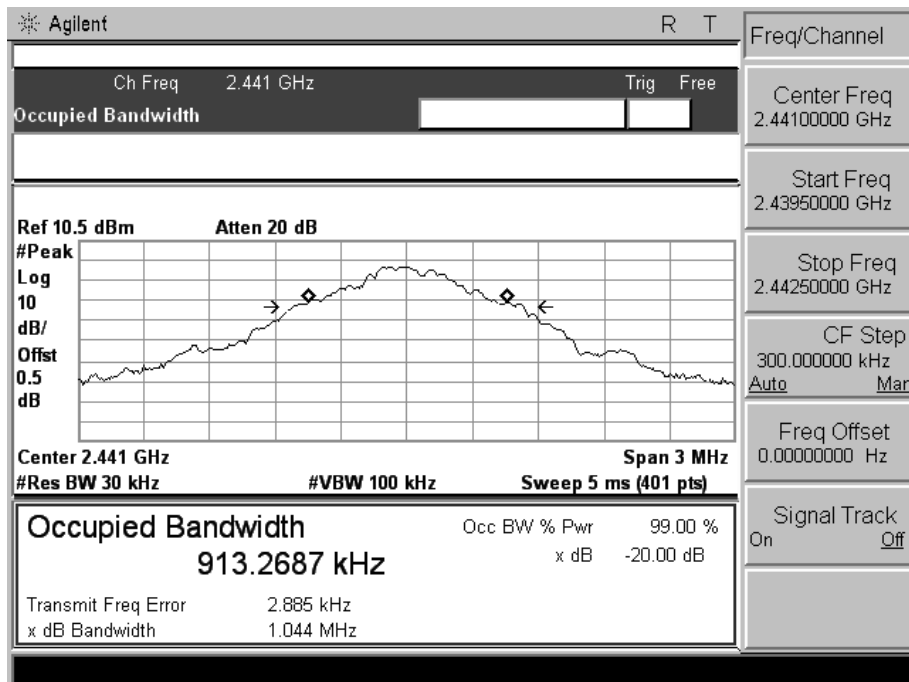 Agilent R T
Ch Freq 2.441 GHz Trig Free
Occupied Bandwidth
Ref 10.5 dBm Atten 20 dB
#Peak
Log
10
dB/
Offst
0.5
dB
Center 2.441 GHz Span 3 MHz
#Res BW 30 kHz #VBW 100 kHz Sweep 5 ms (401 pts)
Occupied Bandwidth
913.2687 kHz
Occ BW % Pwr 99.00 %
x dB -20.00 dB
Transmit Freq Error 2.885 kHz
x dB Bandwidth 1.044 MHz
Freq/Channel
Center Freq
2.44100000 GHz
Start Freq
2.43950000 GHz
Stop Freq
2.44250000 GHz
CF Step
300.000000 kHz
Auto Man
Freq Offset
0.00000000 Hz
Signal Track
On Off